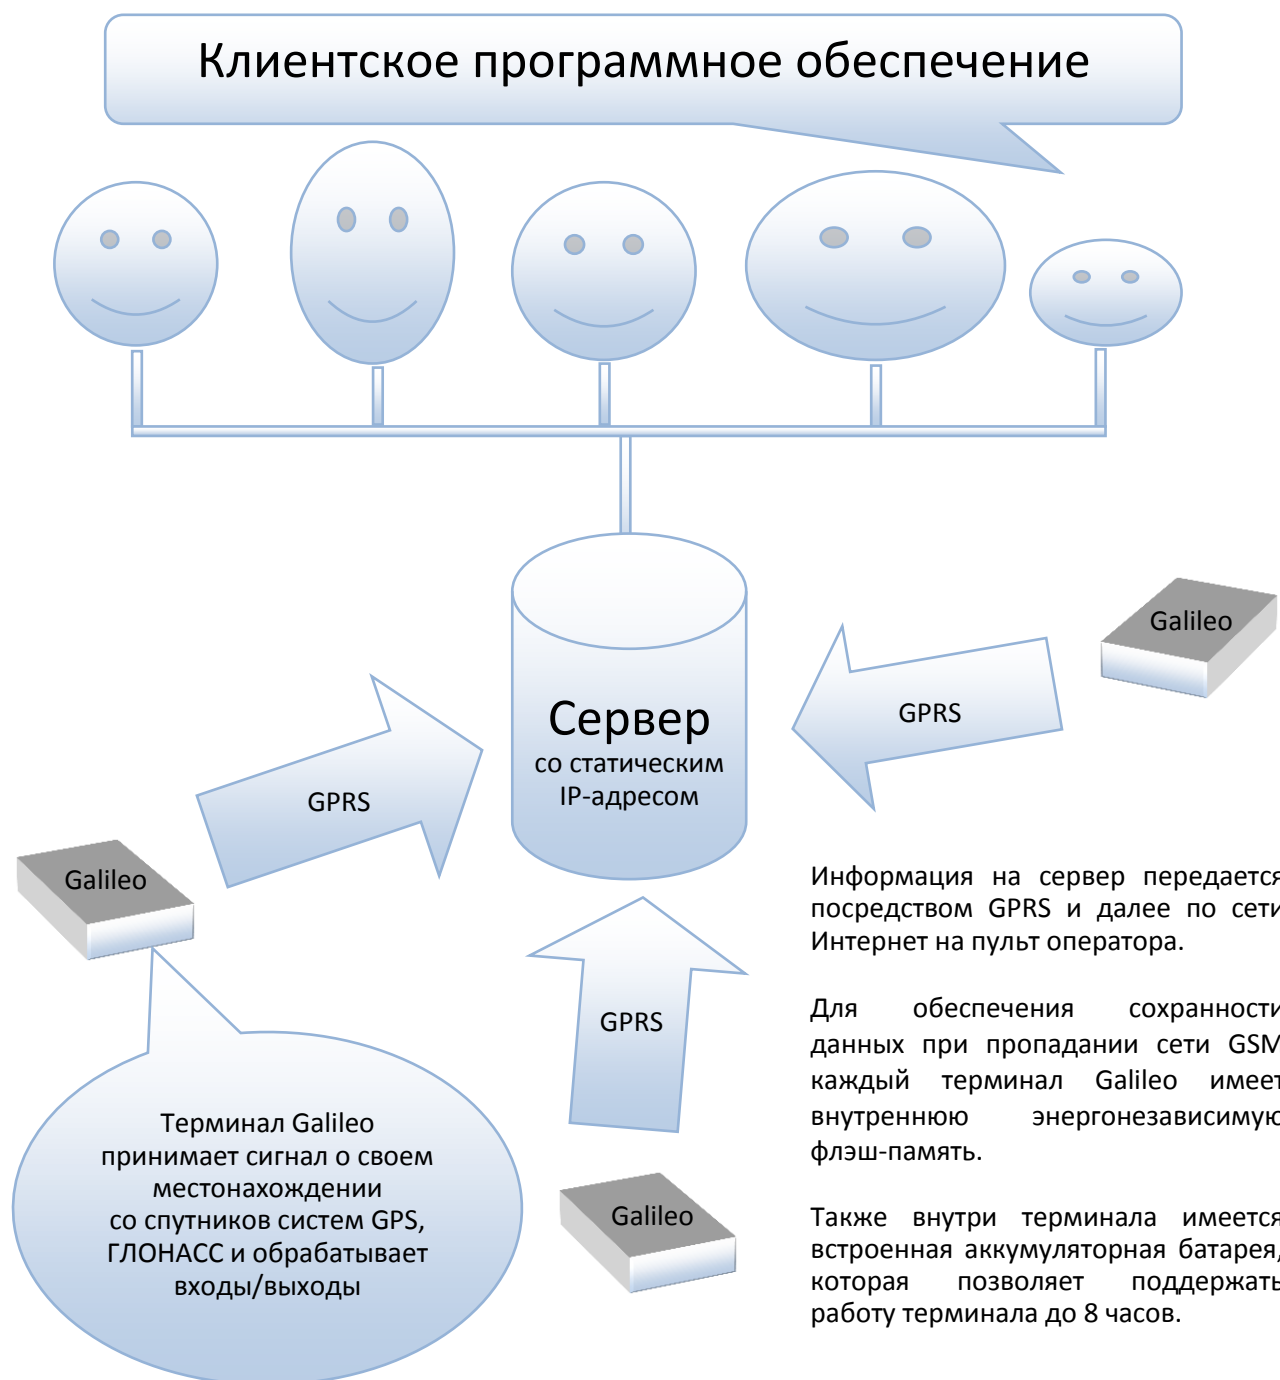 Клиентское программное обеспечение
Galileo
GPRS
Сервер
со статическим
IP-адресом
GPRS
Galileo
GPRS
Galileo
Терминал Galileo
принимает сигнал о своем
местонахождении
со спутников систем GPS,
ГЛОНАСС и обрабатывает
входы/выходы
Информация на сервер передается
посредством GPRS и далее по сети
Интернет на пульт оператора.
Для обеспечения сохранности
данных при пропадании сети GSM
каждый терминал Galileo имеет
внутреннюю энергонезависимую
флэш-память.
Также внутри терминала имеется
встроенная аккумуляторная батарея,
которая позволяет поддержать
работу терминала до 8 часов.